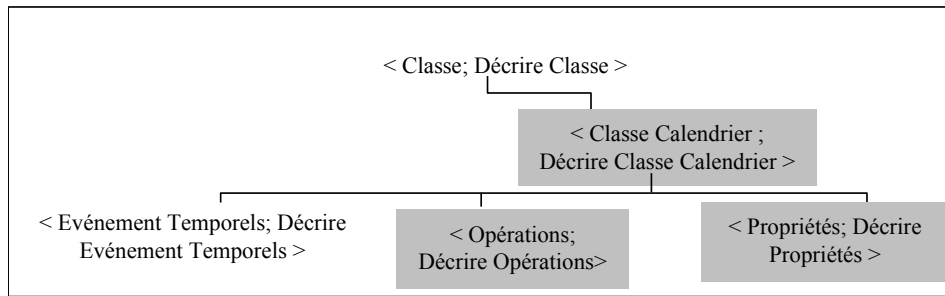 < Classe; Décrire Classe >
< Classe Calendrier ;
Décrire Classe Calendrier >
< Evénement Temporels; Décrire
Evénement Temporels >
< Opérations;
Décrire Opérations>
< Propriétés; Décrire
Propriétés >